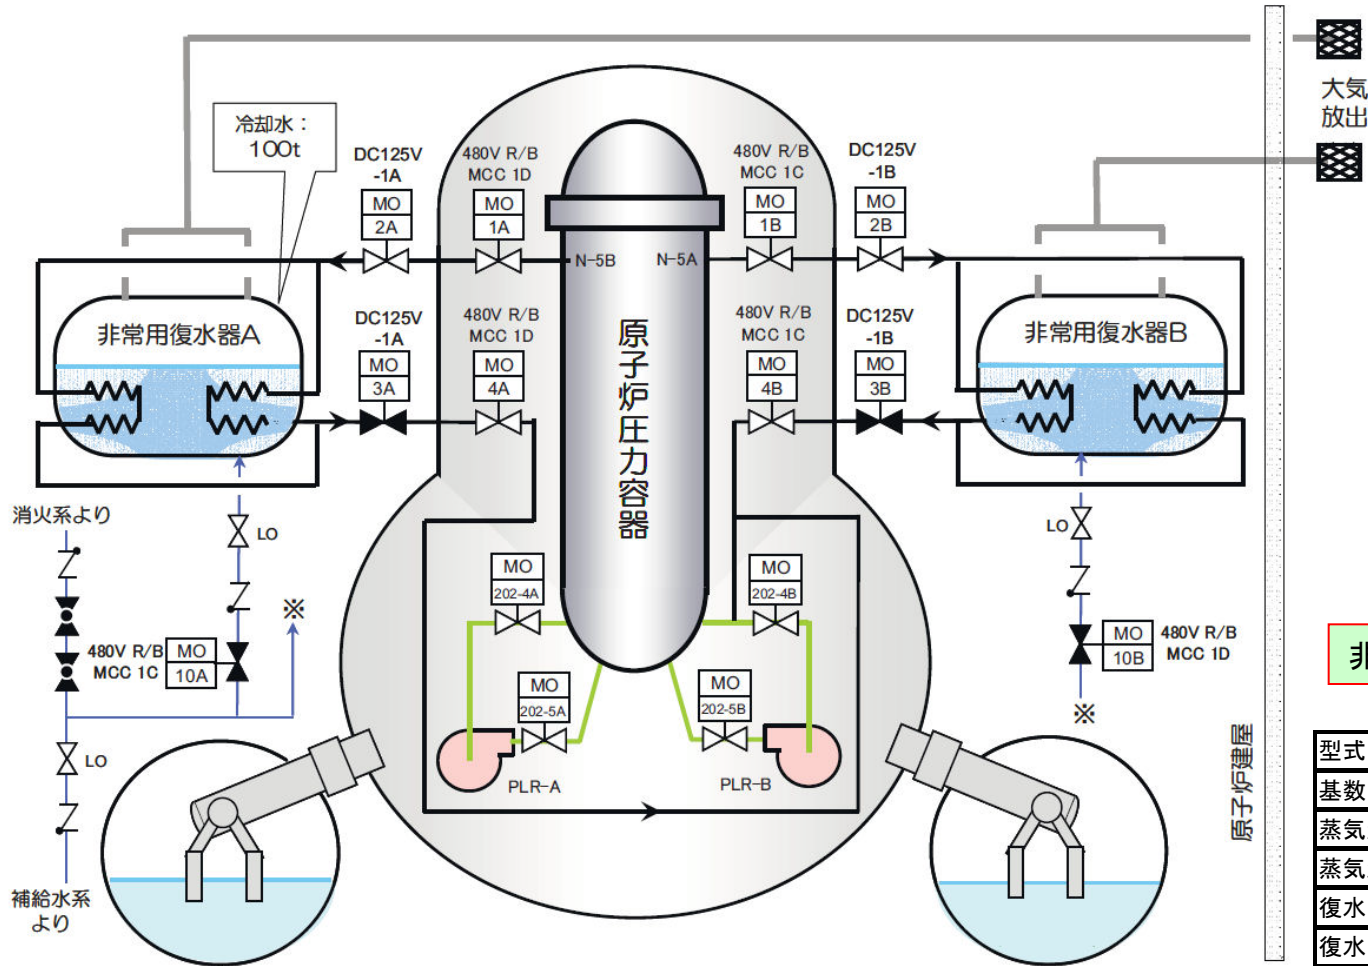 大気
放出
冷却水：
100t
DC125V
-1A
MO
2A
480V R/B
MCC 1D
MO
1A
480V R/B
MCC 1C
MO
1B
DC125V
-1B
MO
2B
N-5B
N-5A
非常用復水器A
DC125V
-1A
MO
3A
480V R/B
MCC 1D
MO
4A
原子炉圧力容器
480V R/B
MCC 1C
MO
4B
DC125V
-1B
MO
3B
非常用復水器B
消火系より
LO
※
480V R/B
MCC 1C
MO
10A
LO
補給水系
より
MO
202-4A
MO
202-4B
MO
202-5A
MO
202-5B
PLR-A
PLR-B
LO
MO
10B
480V R/B
MCC 1D
※
原子炉建屋
非
型式
基数
蒸気
蒸気
復水
復水